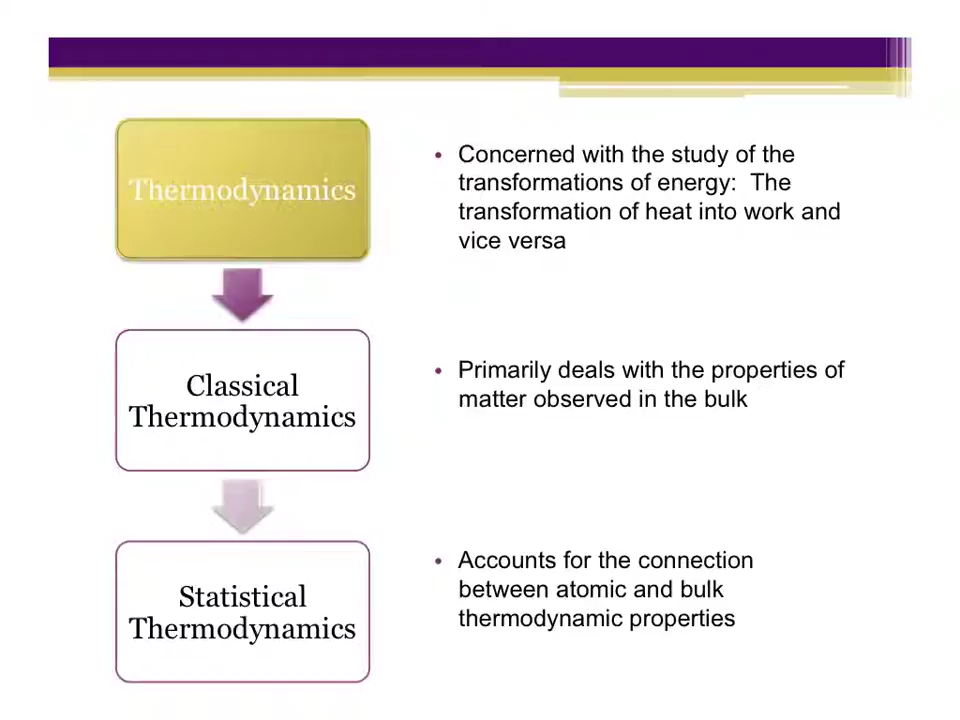 Thermodynamics
• Concerned with the study of the
transformations of energy:  The
transformation of heat into work and
vice versa
Classical
Thermodynamics
• Primarily deals with the properties of
matter observed in the bulk
Statistical
Thermodynamics
• Accounts for the connection
between atomic and bulk
thermodynamic properties